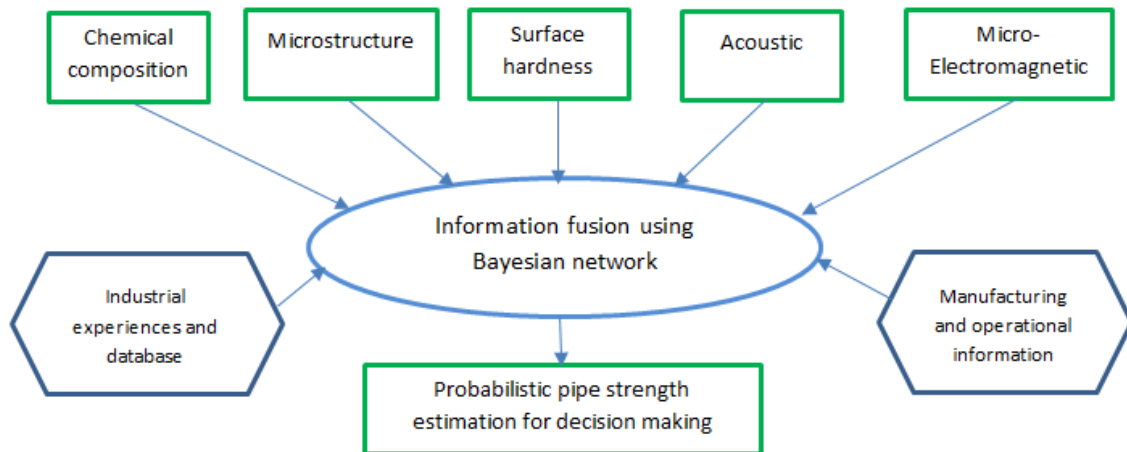 Chemical
composition
Microstructure
Surface
hardness
Acoustic
Micro-
Electromagnetic
Information fusion using
Bayesian network
Industrial
experiences and
database
Manufacturing
and operational
information
Probabilistic pipe strength
estimation for decision making